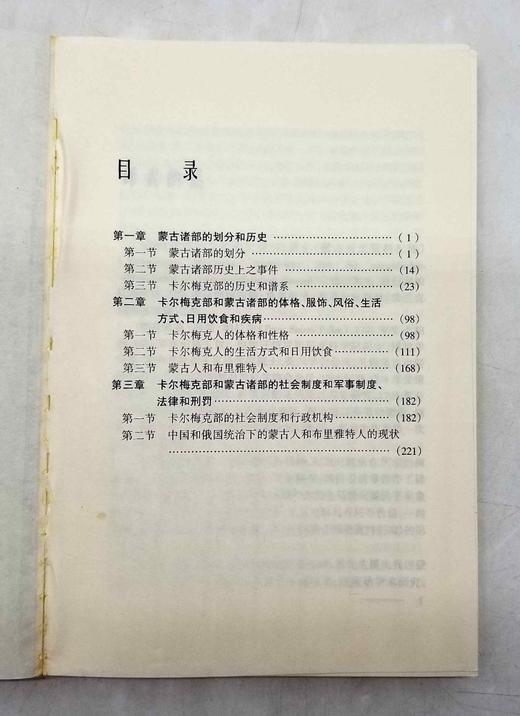 目 录
第一章 蒙古诸部的划分和历史 …………………………… (1)
第一节 蒙古诸部的划分 …………………………………… (1)
第二节 蒙古诸部历史上之事件 …………………………… (14)
第三节 卡尔梅克部的历史和谱系 ………………………… (23)
第二章 卡尔梅克部和蒙古诸部的体格、服饰、风俗、生活
方式、日用饮食和疾病 …………………………… (98)
第一节 卡尔梅克人的体格和性格 ………………………… (98)
第二节 卡尔梅克人的生活方式和日用饮食 ……………… (111)
第三节 蒙古人和布里雅特人 ……………………………… (168)
第三章 卡尔梅克部和蒙古诸部的社会制度和军事制度、
法律和刑罚 ………………………………………… (182)
第一节 卡尔梅克部的社会制度和行政机构 ……………… (182)
第二节 中国和俄国统治下的蒙古人和布里雅特人的现状
………………………………………………………… (221)